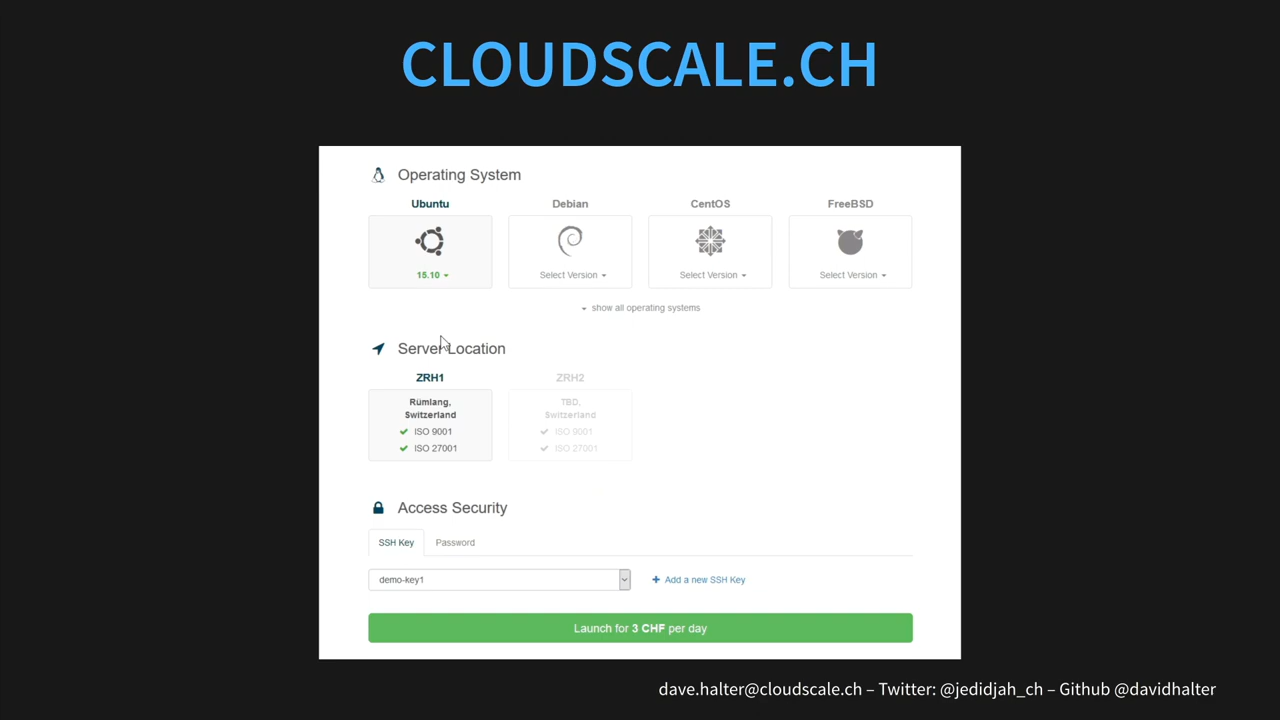 CLOUDSCALE.CH
Operating System
Ubuntu
Debian
CentOS
FreeBSD
15.10
Select Version
Select Version
Select Version
show all operating systems
Server Location
ZRH1
ZRH2
Rümlang,
Switzerland
ISO 9001
ISO 27001
TBD,
Switzerland
ISO 9001
ISO 27001
Access Security
SSH Key
Password
demo-key1
Add a new SSH Key
Launch for 3 CHF per day
dave.halter@cloudscale.ch – Twitter: @jedidjah_ch – Github @davidhalter